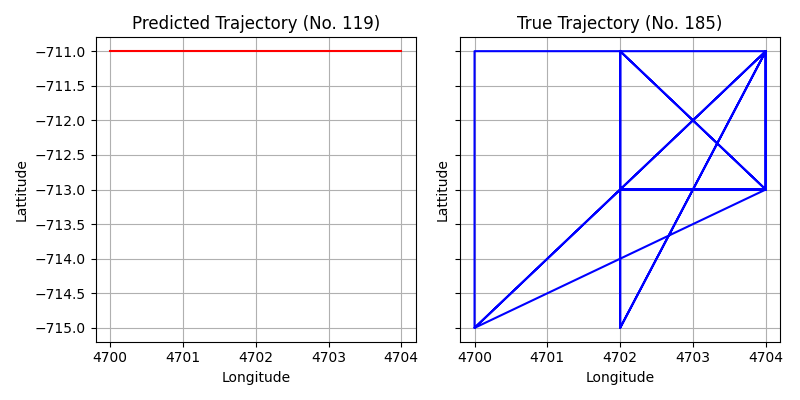 Predicted Trajectory (No. 119)
−711.0
−711.5
−712.0
−712.5
−713.0
−713.5
−714.0
−714.5
−715.0
Lattitude
4700 4701 4702 4703 4704
Longitude
True Trajectory (No. 185)
Lattitude
4700 4701 4702 4703 4704
Longitude